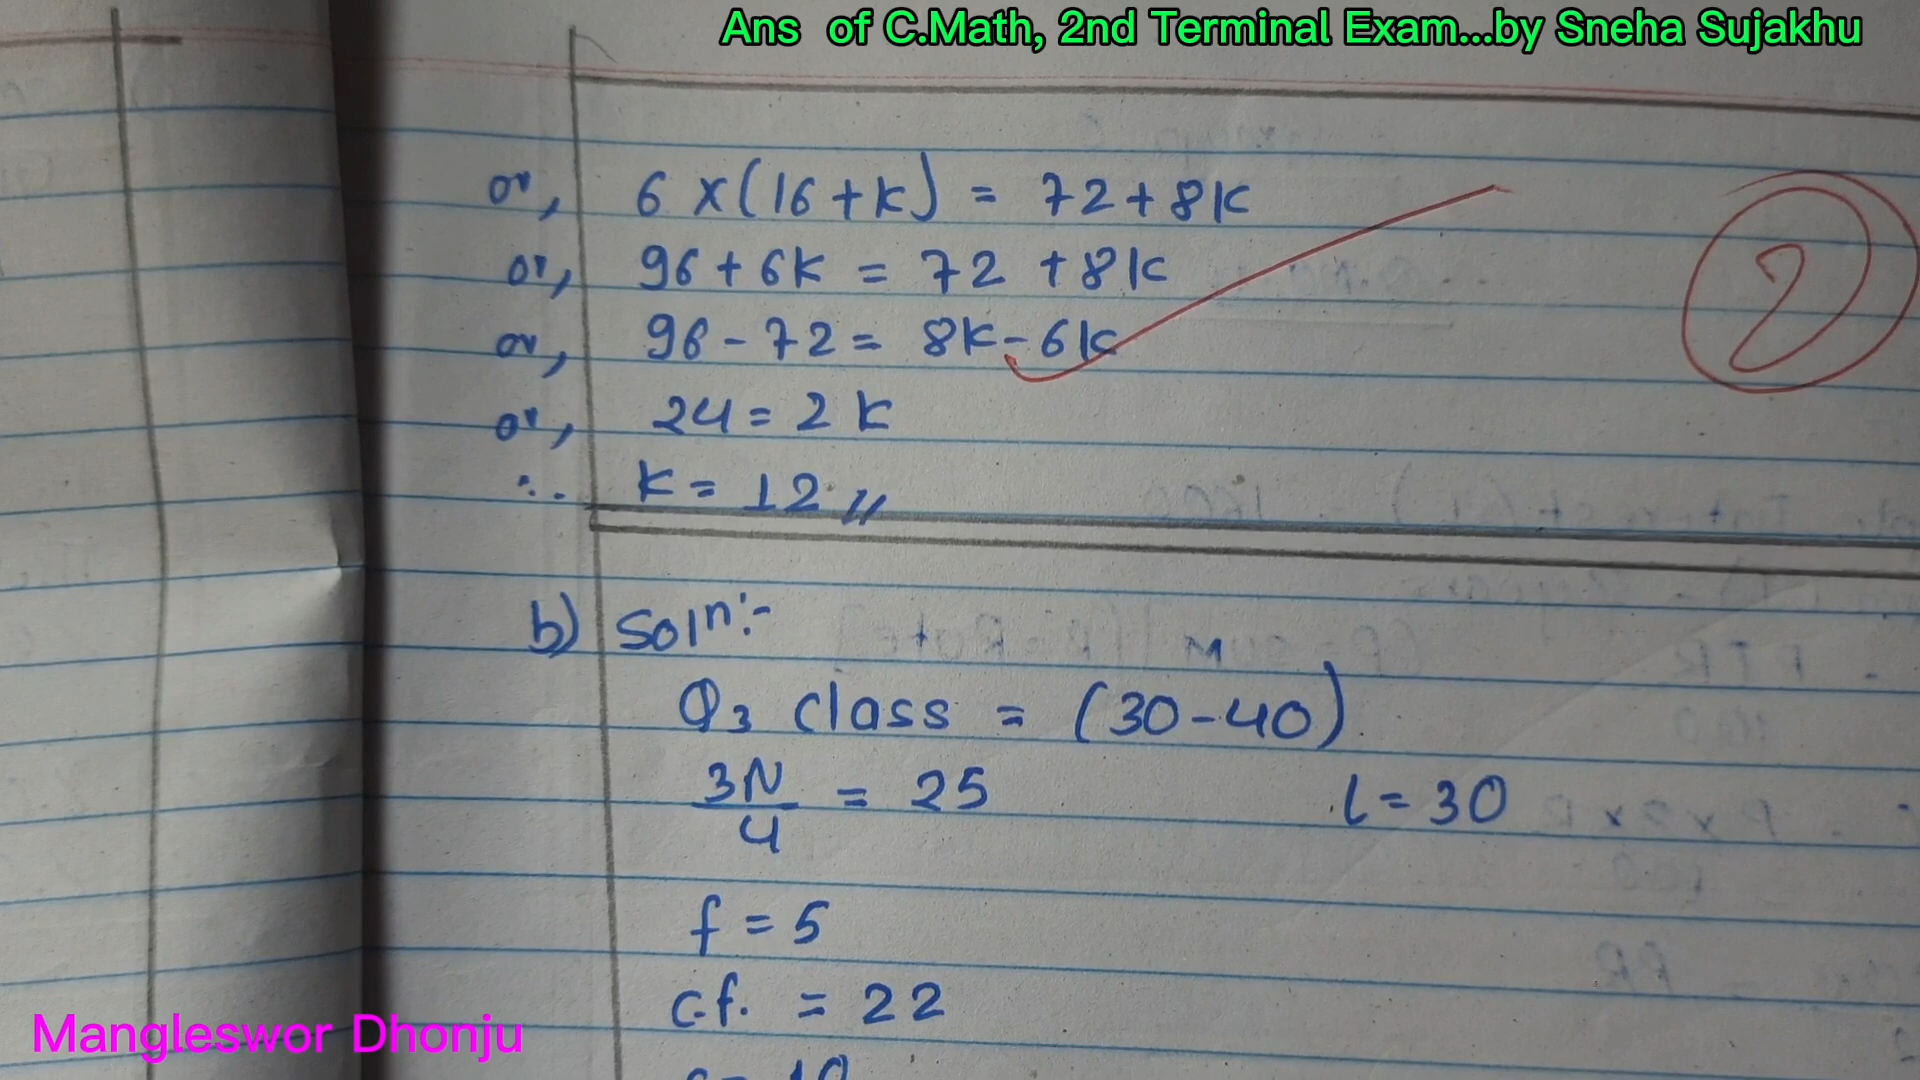 Ans of C.Math, 2nd Terminal Exam...by Sneha Sujakhu
or, 6 x (16 + k) = 72 + 8k
or, 96 + 6k = 72 + 8k
or, 96 - 72 = 8k - 6k
or, 24 = 2k
∴ k = 12 //
2
b) Soln:-
Q3 class = (30-40)
3N/4 = 25 l = 30
f = 5
c.f. = 22
Mangleswor Dhonju